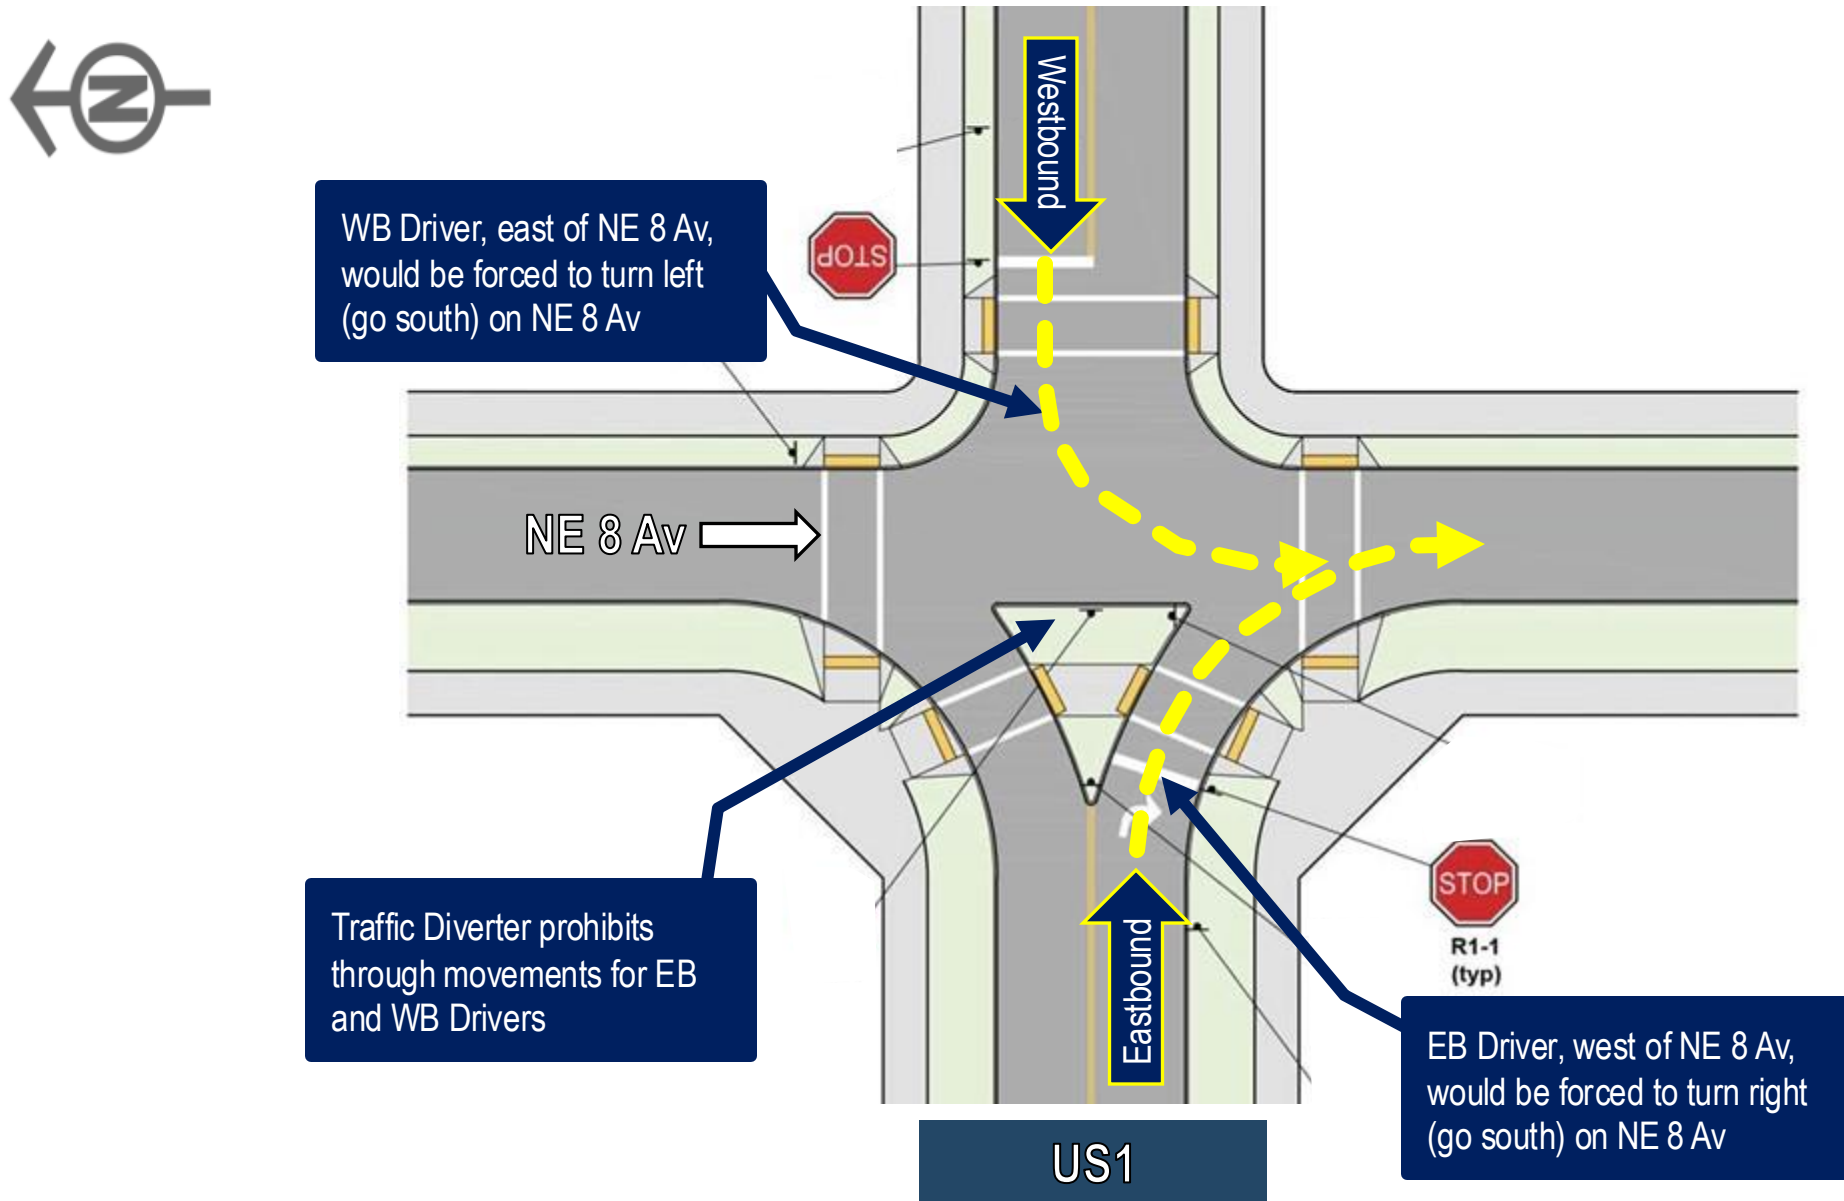 N
Westbound
WB Driver, east of NE 8 Av,
would be forced to turn left
(go south) on NE 8 Av
STOP
NE 8 Av
Traffic Diverter prohibits
through movements for EB
and WB Drivers
Eastbound
STOP
R1-1
(typ)
EB Driver, west of NE 8 Av,
would be forced to turn right
(go south) on NE 8 Av
US1